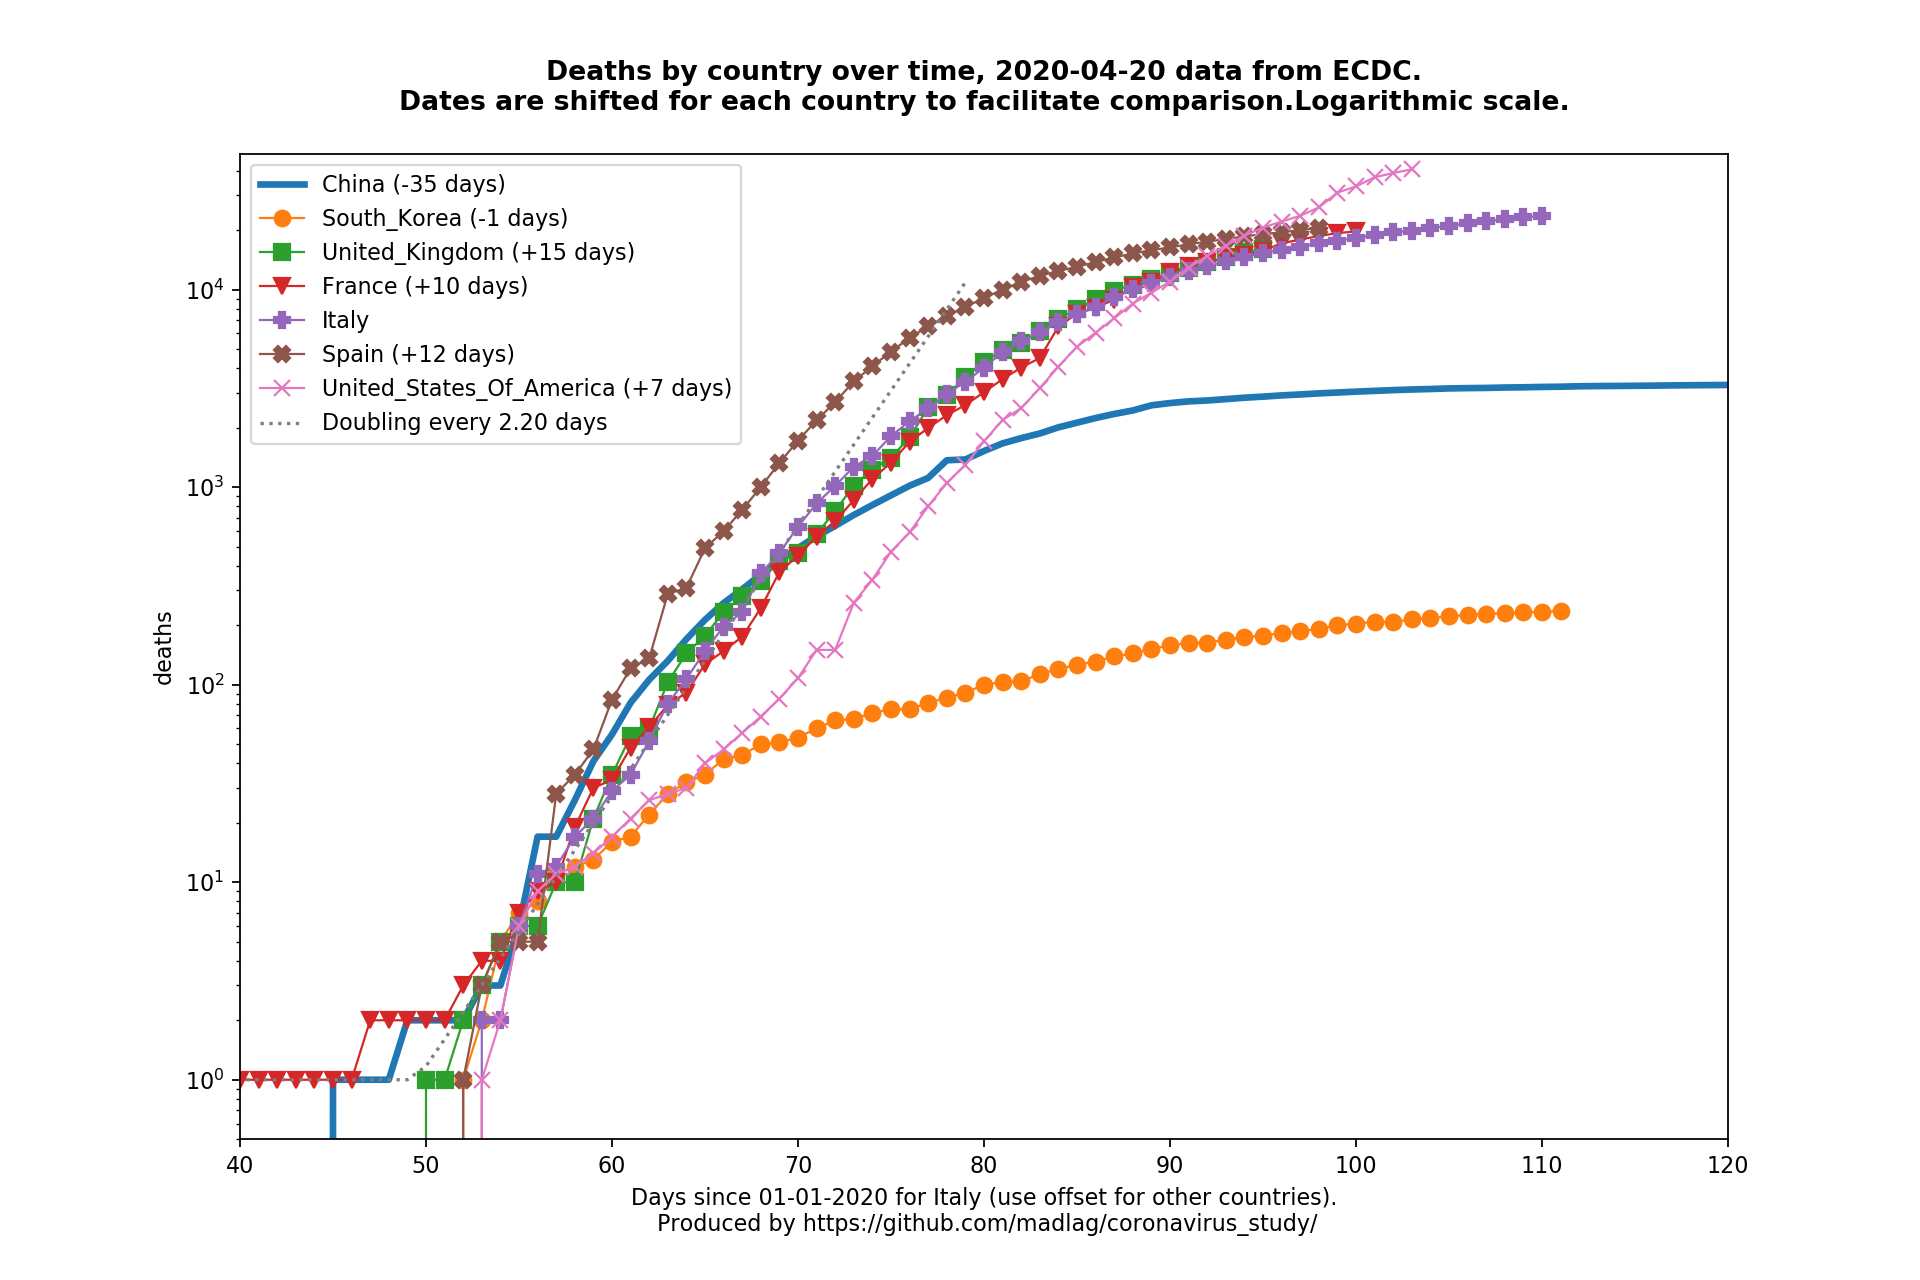 Deaths by country over time, 2020-04-20 data from ECDC.
Dates are shifted for each country to facilitate comparison.Logarithmic scale.
China (-35 days)
South_Korea (-1 days)
United_Kingdom (+15 days)
France (+10 days)
Italy
Spain (+12 days)
United_States_Of_America (+7 days)
Doubling every 2.20 days
deaths
10⁴
10³
10²
10¹
10⁰
40 50 60 70 80 90 100 110 120
Days since 01-01-2020 for Italy (use offset for other countries).
Produced by https://github.com/madlag/coronavirus_study/